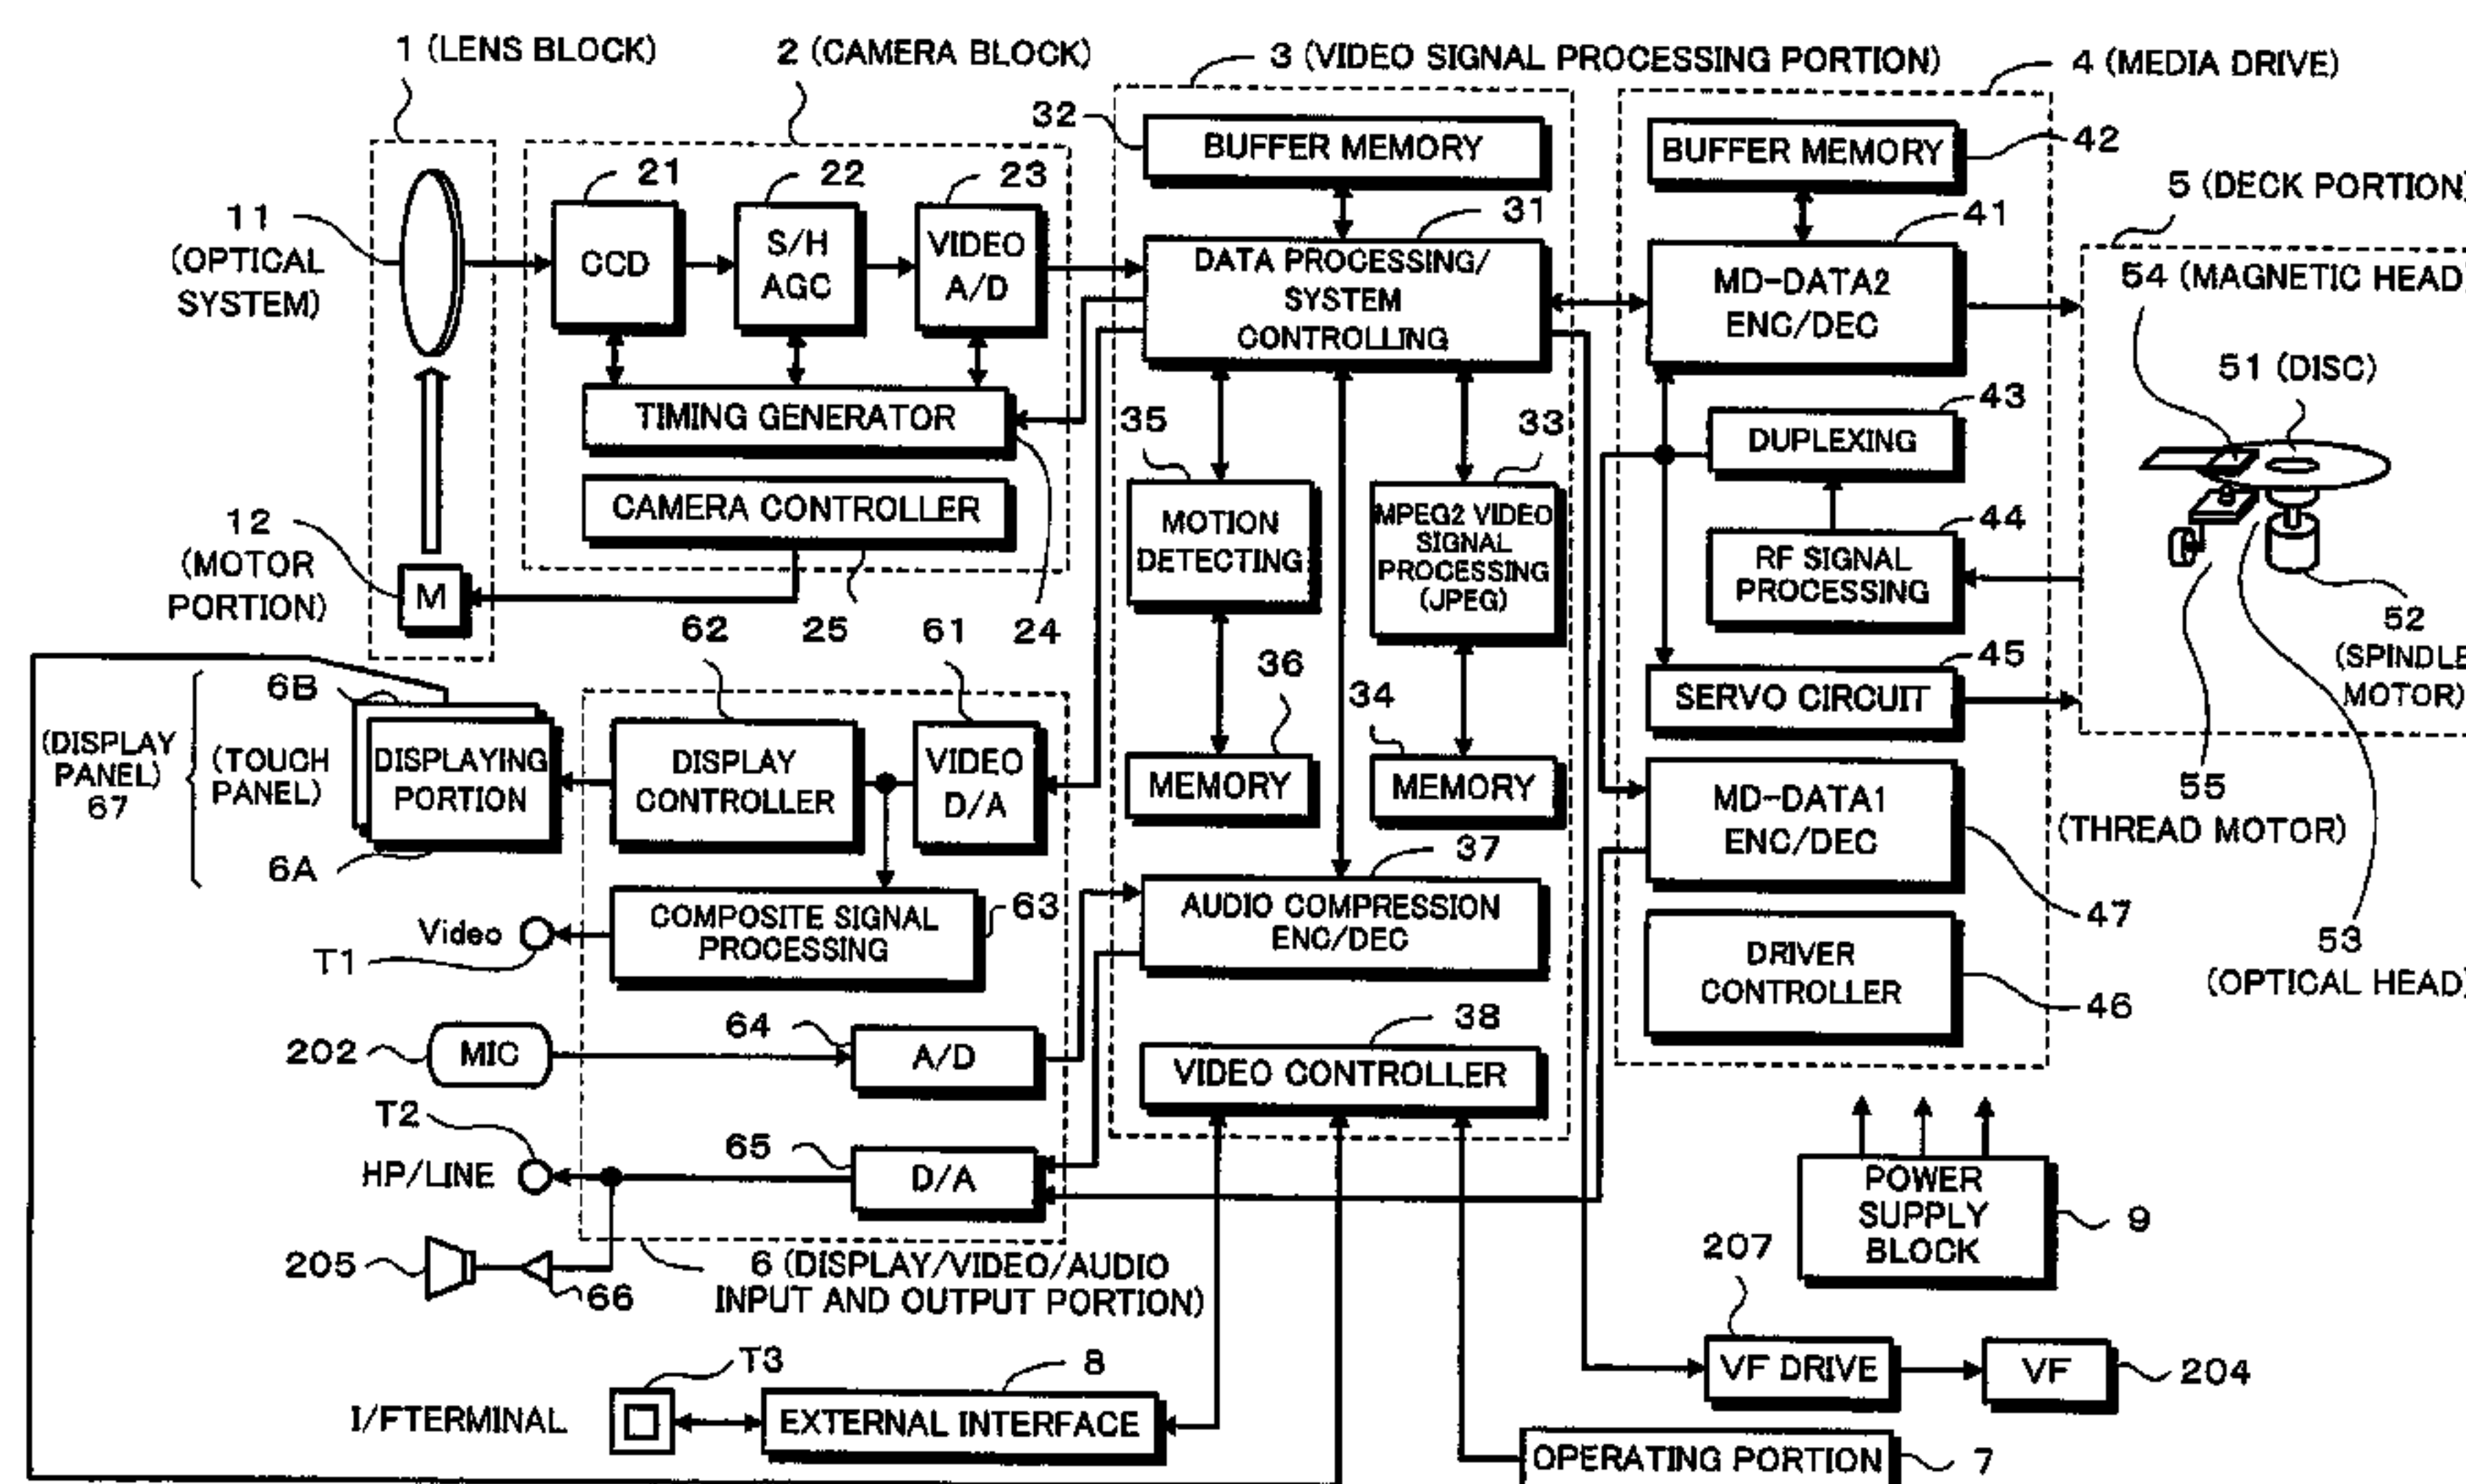 1 (LENS BLOCK)
2 (CAMERA BLOCK)
3 (VIDEO SIGNAL PROCESSING PORTION)
4 (MEDIA DRIVE)
5 (DECK PORTION)
11
(OPTICAL
SYSTEM)
12
(MOTOR
PORTION)
M
21
22
23
CCD
S/H
AGC
VIDEO
A/D
TIMING GENERATOR
CAMERA CONTROLLER
25
24
32
BUFFER MEMORY
31
DATA PROCESSING/
SYSTEM
CONTROLLING
35
33
MOTION
DETECTING
MPEG2 VIDEO
SIGNAL
PROCESSING
(JPEG)
36
34
MEMORY
MEMORY
37
AUDIO COMPRESSION
ENC/DEC
38
VIDEO CONTROLLER
BUFFER MEMORY
42
41
MD-DATA2
ENC/DEC
43
DUPLEXING
44
RF SIGNAL
PROCESSING
45
SERVO CIRCUIT
MD-DATA1
ENC/DEC
47
DRIVER
CONTROLLER
46
54 (MAGNETIC HEAD)
51 (DISC)
52
(SPINDLE
MOTOR)
55
(THREAD MOTOR)
53
(OPTICAL HEAD)
62
61
6B
(DISPLAY
PANEL)
67
(TOUCH
PANEL)
DISPLAYING
PORTION
6A
DISPLAY
CONTROLLER
VIDEO
D/A
Video
T1
COMPOSITE SIGNAL
PROCESSING
63
202
MIC
64
A/D
T2
HP/LINE
65
D/A
205
66
6 (DISPLAY/VIDEO/AUDIO
INPUT AND OUTPUT PORTION)
POWER
SUPPLY
BLOCK
9
207
VF DRIVE
VF
204
T3
8
I/FTERMINAL
EXTERNAL INTERFACE
OPERATING PORTION
7